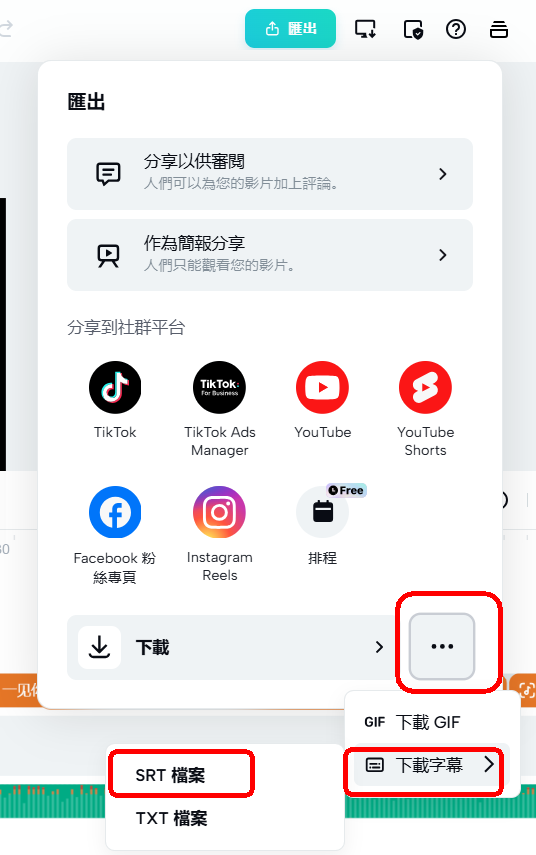 匯出
匯出
分享以供審閱
人們可以為您的影片加上評論。
作為簡報分享
人們只能觀看您的影片。
分享到社群平台
TikTok:
For Business
TikTok
TikTok Ads
Manager
YouTube
YouTube
Shorts
Free
Facebook 粉
絲專頁
Instagram
Reels
排程
下載
GIF 下載 GIF
下載字幕
SRT 檔案
TXT 檔案